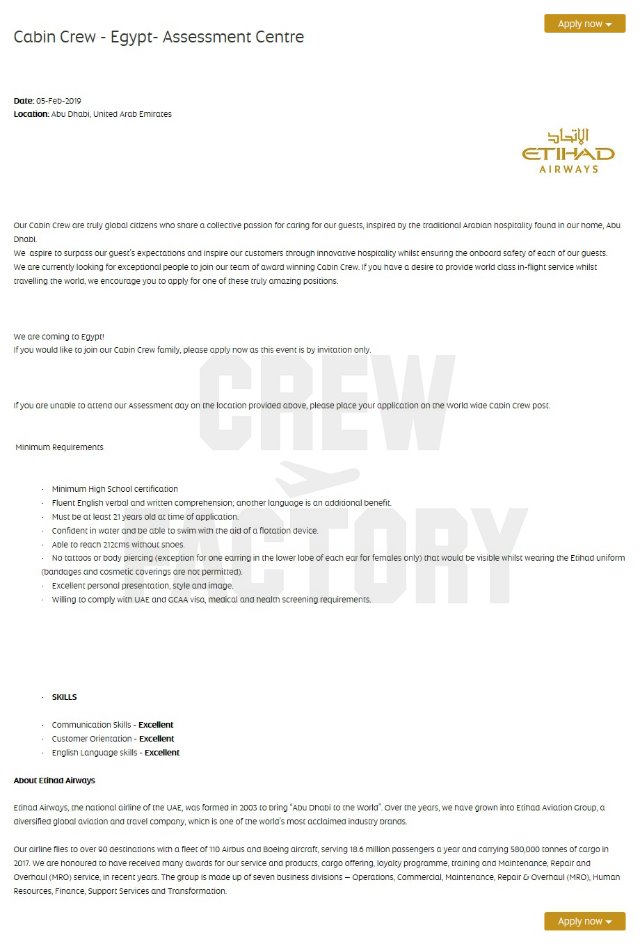 Apply now
Cabin Crew - Egypt- Assessment Centre
Date: 05-Feb-2019
Location: Abu Dhabi, United Arab Emirates
الإتحاد
ETIHAD
AIRWAYS
Our Cabin Crew are truly global citizens who share a collective passion for caring for our guests, inspired by the traditional Arabian hospitality found in our home, Abu
Dhabi.
We aspire to surpass our guest's expectations and inspire our customers through innovative hospitality whilst ensuring the onboard safety of each of our guests.
We are currently looking for exceptional people to join our team of award winning Cabin Crew. If you have a desire to provide world class in-flight service whilst
travelling the world, we encourage you to apply for one of these truly amazing positions.
We are coming to Egypt!
If you would like to join our Cabin Crew family, please apply now as this event is by invitation only.
CREW
If you are unable to attend our Assessment day on the location provided above, please place your application on the World wide Cabin Crew post.
Minimum Requirements
· Minimum High School certification
· Fluent English verbal and written comprehension; another language is an additional benefit.
· Must be at least 21 years old at time of application.
· Confident in water and be able to swim with the aid of a flotation device.
· Able to reach 212cms without shoes.
FACTORY
· No tattoos or body piercing (exception for one earring in the lower lobe of each ear for females only) that would be visible whilst wearing the Etihad uniform
(bandages and cosmetic coverings are not permitted).
· Excellent personal presentation, style and image.
· Willing to comply with UAE and GCAA visa, medical and health screening requirements.
· SKILLS
· Communication Skills - Excellent
· Customer Orientation - Excellent
· English Language skills - Excellent
About Etihad Airways
Etihad Airways, the national airline of the UAE, was formed in 2003 to bring "Abu Dhabi to the World". Over the years, we have grown into Etihad Aviation Group, a
diversified global aviation and travel company, which is one of the world's most acclaimed industry brands.
Our airline flies to over 90 destinations with a fleet of 110 Airbus and Boeing aircraft, serving 18.6 million passengers a year and carrying 580,000 tonnes of cargo in
2017. We are honoured to have received many awards for our service and products, cargo offering, loyalty programme, training and Maintenance, Repair and
Overhaul (MRO) service, in recent years. The group is made up of seven business divisions – Operations, Commercial, Maintenance, Repair & Overhaul (MRO), Human
Resources, Finance, Support Services and Transformation.
Apply now